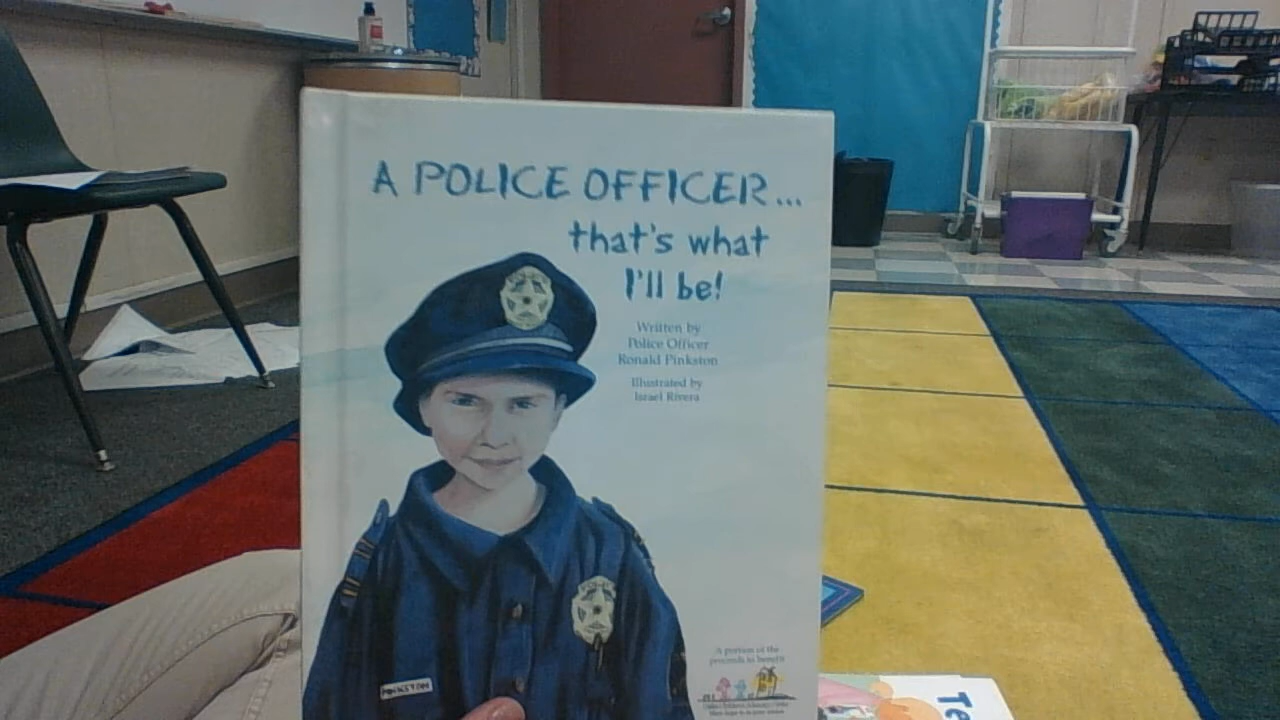 A POLICE OFFICER...
that's what
I'll be!
Written by
Police Officer
Ronald Pinkston
Illustrated by
Israel Rivera
PINKSTON
A portion of the
proceeds to benefit
Te